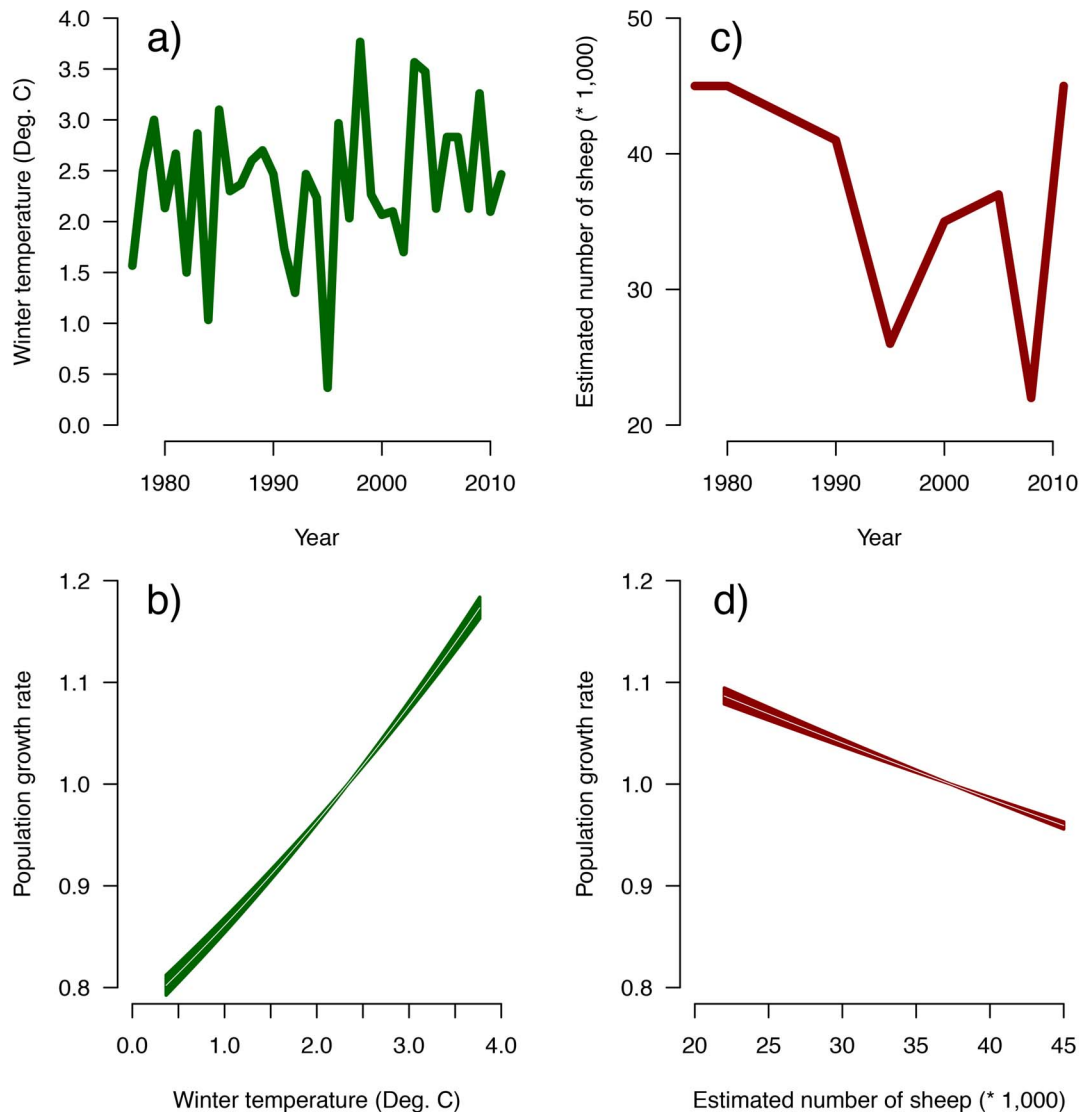 a)
4.0
3.5
3.0
2.5
2.0
1.5
1.0
0.5
0.0
Winter temperature (Deg. C)
1980 1990 2000 2010
Year
c)
50
40
30
20
Estimated number of sheep (* 1,000)
1980 1990 2000 2010
Year
b)
1.2
1.1
1.0
0.9
0.8
Population growth rate
0.0 1.0 2.0 3.0 4.0
Winter temperature (Deg. C)
d)
1.2
1.1
1.0
0.9
0.8
Population growth rate
20 25 30 35 40 45
Estimated number of sheep (* 1,000)